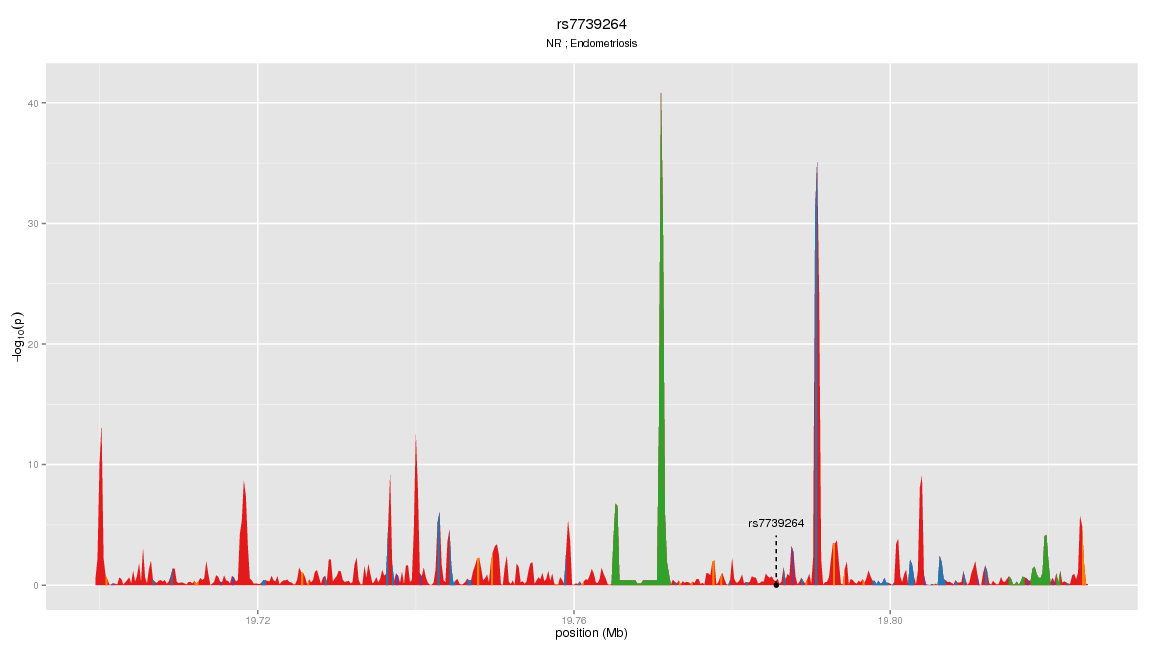 rs7739264
NR ; Endometriosis
−log10(p)
40
30
20
10
0
rs7739264
19.72
19.76
19.80
position (Mb)